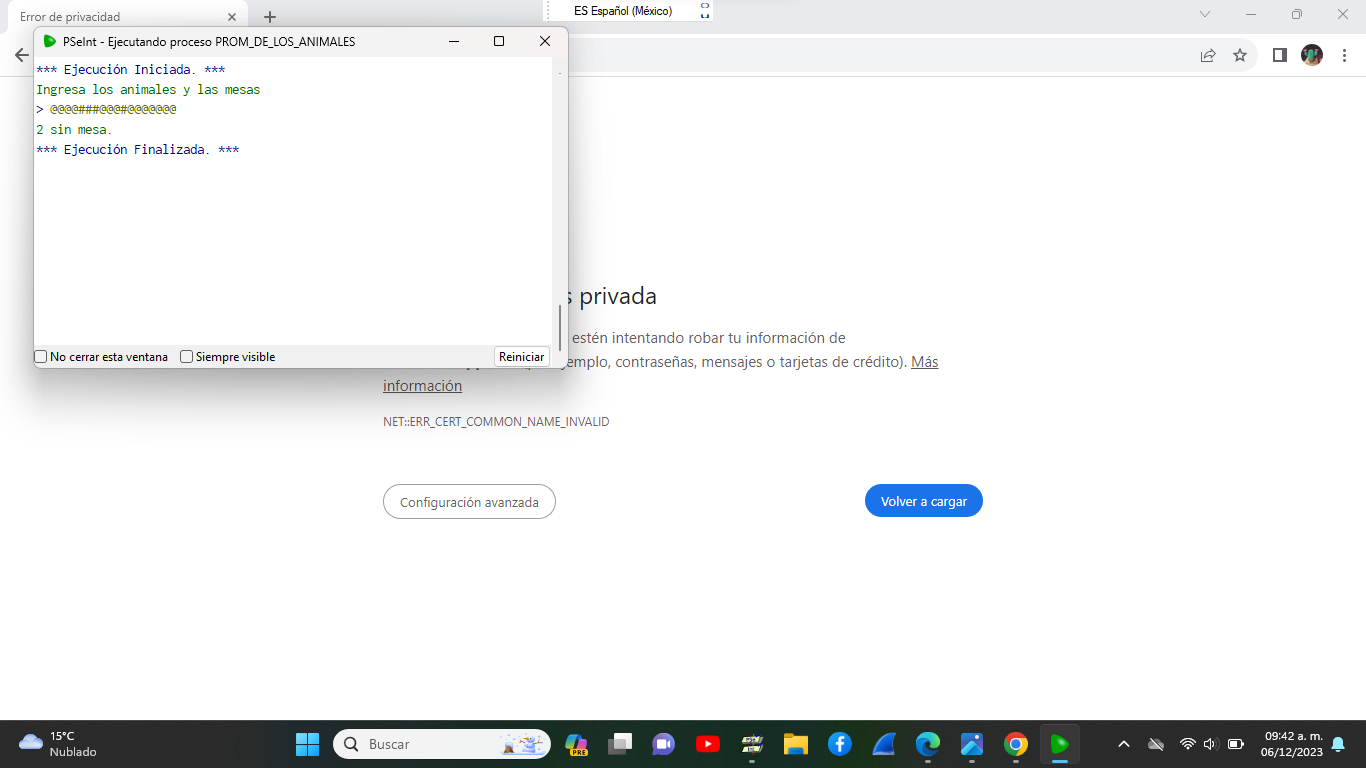 Error de privacidad
ES Español (México)
PSeInt - Ejecutando proceso PROM_DE_LOS_ANIMALES
*** Ejecución Iniciada. ***
Ingresa los animales y las mesas
> @@@@###@@@#@@@@@@@
2 sin mesa.
*** Ejecución Finalizada. ***
No cerrar esta ventana
Siempre visible
Reiniciar
s privada
estén intentando robar tu información de
emplo, contraseñas, mensajes o tarjetas de crédito). Más
información
NET::ERR_CERT_COMMON_NAME_INVALID
Configuración avanzada
Volver a cargar
15°C
Nublado
Buscar
PRE
09:42 a. m.
06/12/2023